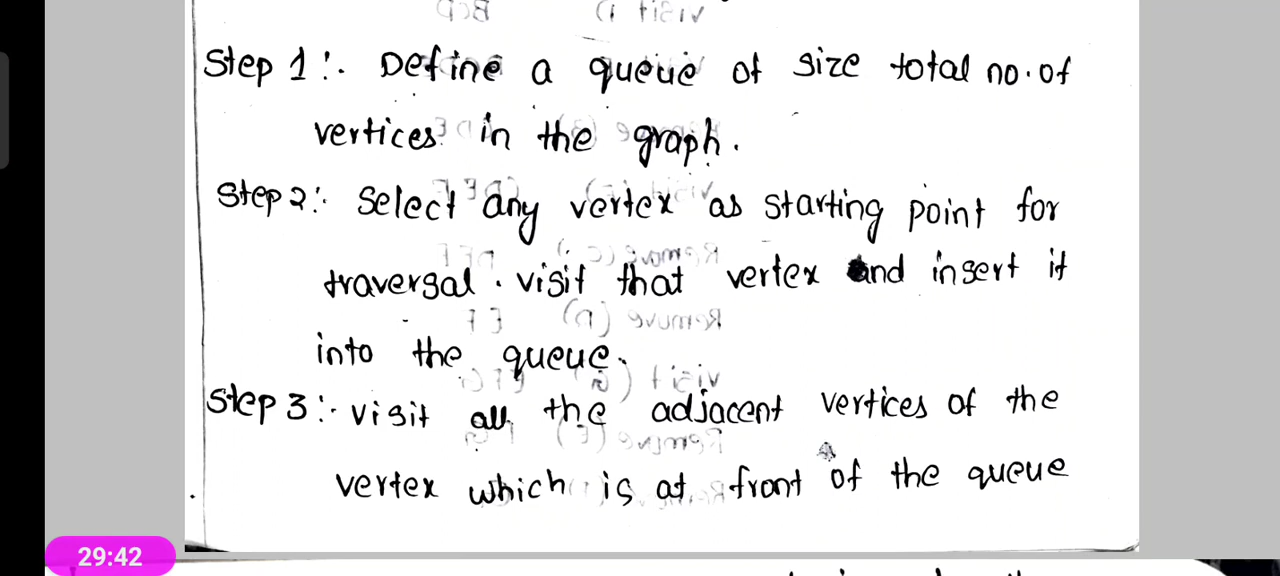 Step 1:. Define a queue of size total no. of
vertices in the graph.
Step 2:. Select any vertex as starting point for
traversal. visit that vertex and insert it
into the queue.
Step 3:. visit all the adjacent vertices of the
vertex which is at front of the queue
29:42